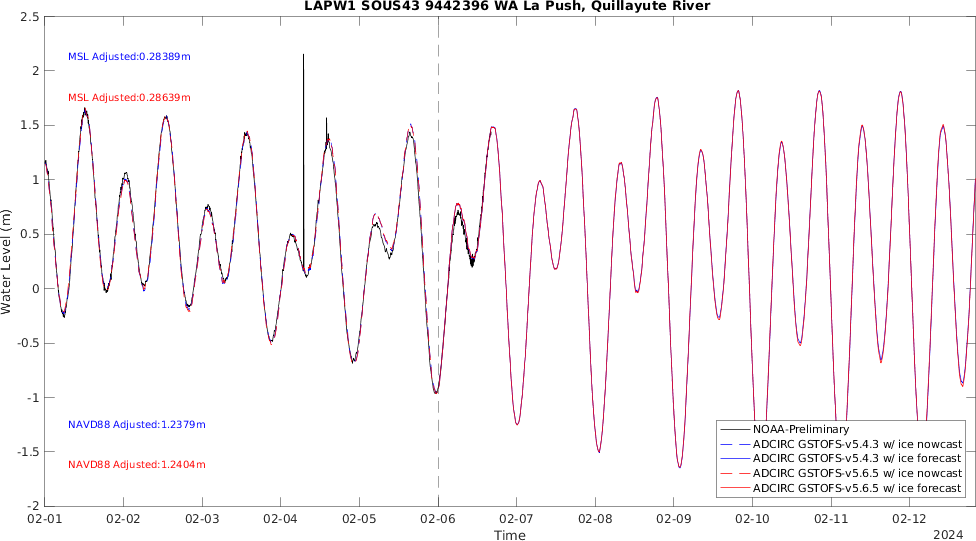 LAPW1 SOUS43 9442396 WA La Push, Quillayute River
2.5
2
1.5
1
0.5
0
-0.5
-1
-1.5
-2
Water Level (m)
MSL Adjusted:0.28389m
MSL Adjusted:0.28639m
NAVD88 Adjusted:1.2379m
NAVD88 Adjusted:1.2404m
NOAA-Preliminary
ADCIRC GSTOFS-v5.4.3 w/ ice nowcast
ADCIRC GSTOFS-v5.4.3 w/ ice forecast
ADCIRC GSTOFS-v5.6.5 w/ ice nowcast
ADCIRC GSTOFS-v5.6.5 w/ ice forecast
02-01 02-02 02-03 02-04 02-05 02-06 02-07 02-08 02-09 02-10 02-11 02-12
Time
2024